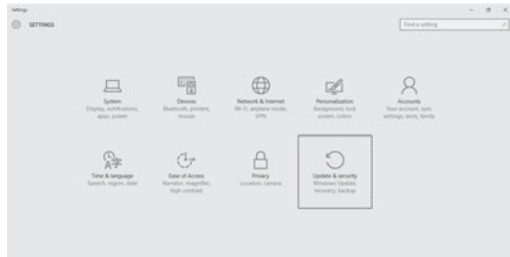 Settings
SETTINGS
Find a setting
System
Display, notifications,
apps, power
Devices
Bluetooth, printers,
mouse
Network & Internet
Wi-Fi, airplane mode,
VPN
Personalization
Background, lock
screen, colors
Accounts
Your account, sync
settings, work, family
Time & language
Speech, region, date
Ease of Access
Narrator, magnifier,
high contrast
Privacy
Location, camera
Update & security
Windows Update,
recovery, backup